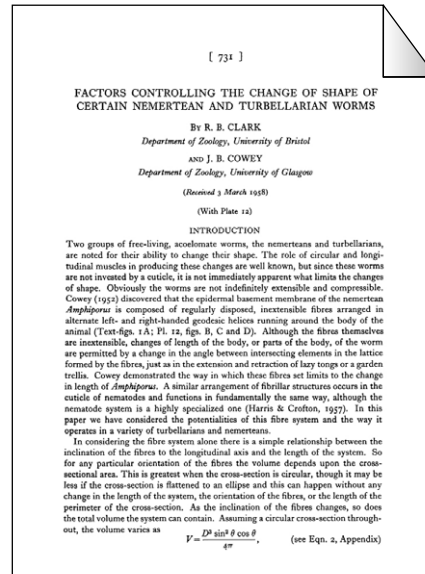 [ 731 ]
FACTORS CONTROLLING THE CHANGE OF SHAPE OF
CERTAIN NEMERTEAN AND TURBELLARIAN WORMS
BY R. B. CLARK
Department of Zoology, University of Bristol
AND J. B. COWEY
Department of Zoology, University of Glasgow
(Received 3 March 1958)
(With Plate 12)
INTRODUCTION
Two groups of free-living, acoelomate worms, the nemerteans and turbellarians,
are noted for their ability to change their shape. The role of circular and longi-
tudinal muscles in producing these changes are well known, but since these worms
are not invested by a cuticle, it is not immediately apparent what limits the changes
of shape. Obviously the worms are not indefinitely extensible and compressible.
Cowey (1952) discovered that the epidermal basement membrane of the nemertean
Amphiporus is composed of regularly disposed, inextensible fibres arranged in
alternate left- and right-handed geodesic helices running around the body of the
animal (Text-figs. 1A; Pl. 12, figs. B, C and D). Although the fibres themselves
are inextensible, changes of length of the body, or parts of the body, of the worm
are permitted by a change in the angle between intersecting elements in the lattice
formed by the fibres, just as in the extension and retraction of lazy tongs or a garden
trellis. Cowey demonstrated the way in which these fibres set limits to the change
in length of Amphiporus. A similar arrangement of fibrillar structures occurs in the
cuticle of nematodes and functions in fundamentally the same way, although the
nematode system is a highly specialized one (Harris & Crofton, 1957). In this
paper we have considered the potentialities of this fibre system and the way it
operates in a variety of turbellarians and nemerteans.
In considering the fibre system alone there is a simple relationship between the
inclination of the fibres to the longitudinal axis and the length of the system. So
for any particular orientation of the fibres the volume depends upon the cross-
sectional area. This is greatest when the cross-section is circular, though it may be
less if the cross-section is flattened to an ellipse and this can happen without any
change in the length of the system, the orientation of the fibres, or the length of the
perimeter of the cross-section. As the inclination of the fibres changes, so does
the total volume the system can contain. Assuming a circular cross-section through-
out, the volume varies as
V = D³ sin² θ cos θ / 4π, (see Eqn. 2, Appendix)